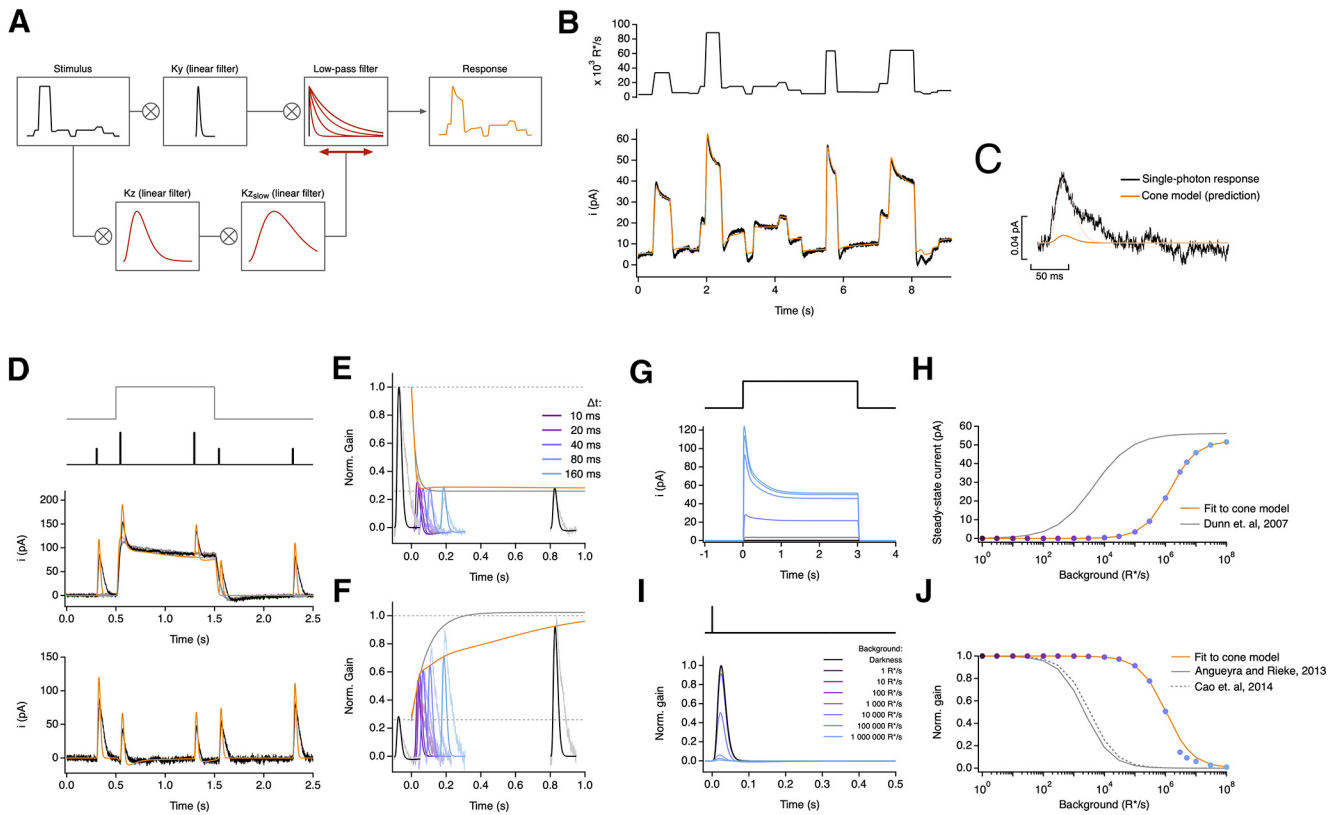 A
Stimulus
Ky (linear filter)
Low-pass filter
Response
Kz (linear filter)
Kzslow (linear filter)
B
x 10³ R*/s
100
80
60
40
20
0
i (pA)
60
50
40
30
20
10
0
0 2 4 6 8
Time (s)
C
Single-photon response
Cone model (prediction)
0.04 pA
50 ms
D
i (pA)
200
150
100
50
0
0.0 0.5 1.0 1.5 2.0 2.5
Time (s)
i (pA)
150
100
50
0
0.0 0.5 1.0 1.5 2.0 2.5
Time (s)
E
Norm. Gain
1.0
0.8
0.6
0.4
0.2
0.0
Δt:
10 ms
20 ms
40 ms
80 ms
160 ms
0.0 0.2 0.4 0.6 0.8 1.0
Time (s)
F
Norm. Gain
1.0
0.8
0.6
0.4
0.2
0.0
0.0 0.2 0.4 0.6 0.8 1.0
Time (s)
G
i (pA)
120
100
80
60
40
20
0
-1 0 1 2 3 4
Time (s)
H
Steady-state current (pA)
60
50
40
30
20
10
0
Fit to cone model
Dunn et. al, 2007
10⁰ 10² 10⁴ 10⁶ 10⁸
Background (R*/s)
I
Norm. gain
1.0
0.8
0.6
0.4
0.2
0.0
Background:
Darkness
1 R*/s
10 R*/s
100 R*/s
1 000 R*/s
10 000 R*/s
100 000 R*/s
1 000 000 R*/s
0.0 0.1 0.2 0.3 0.4 0.5
Time (s)
J
Norm. gain
1.0
0.8
0.6
0.4
0.2
0.0
Fit to cone model
Angueyra and Rieke, 2013
Cao et. al, 2014
10⁰ 10² 10⁴ 10⁶ 10⁸
Background (R*/s)